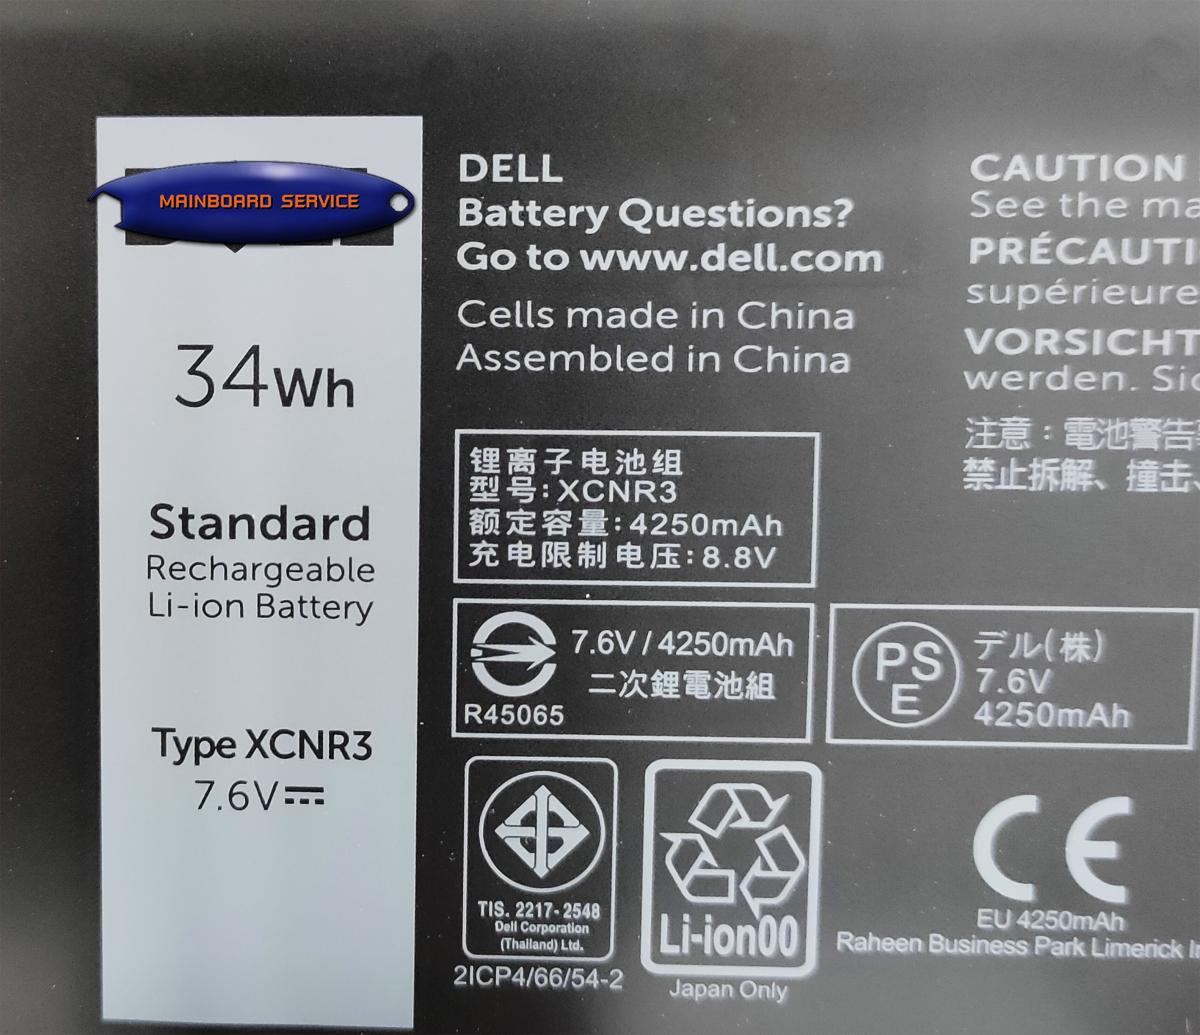 MAINBOARD SERVICE
34Wh
Standard
Rechargeable
Li-ion Battery
Type XCNR3
7.6V
DELL
Battery Questions?
Go to www.dell.com
Cells made in China
Assembled in China
锂离子电池组
型号:XCNR3
额定容量:4250mAh
充电限制电压:8.8V
7.6V/4250mAh
二次鋰電池組
R45065
PS
E
デル(株)
7.6V
4250mAh
TIS. 2217-2548
Dell Corporation
(Thailand) Ltd.
2ICP4/66/54-2
Li-ion00
Japan Only
CE
EU 4250mAh
Raheen Business Park Limerick
CAUTION
See the
PRÉCAUTI
supérieure
VORSICHT
werden.
注意：電池警告
禁止拆解、撞击、